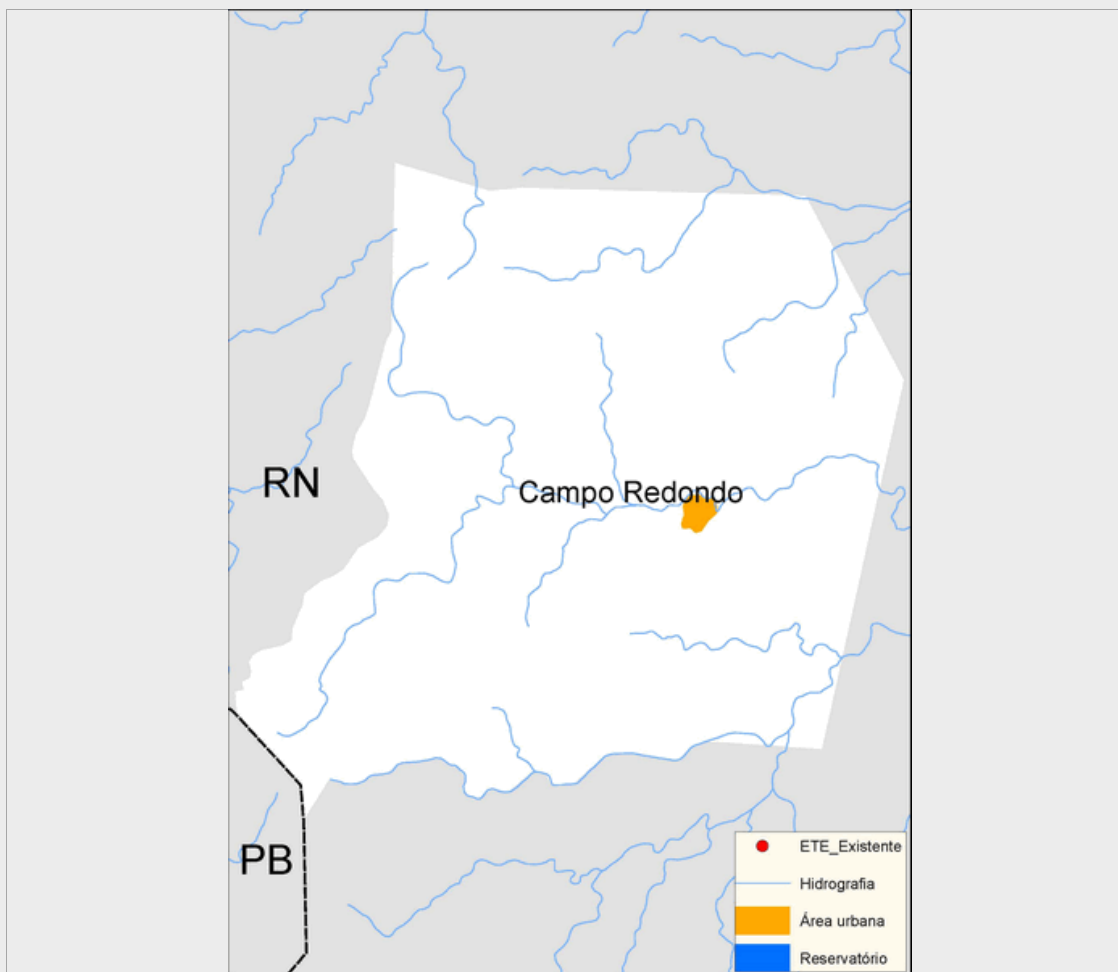 RN
Campo Redondo
PB
ETE_Existente
Hidrografia
Área urbana
Reservatório